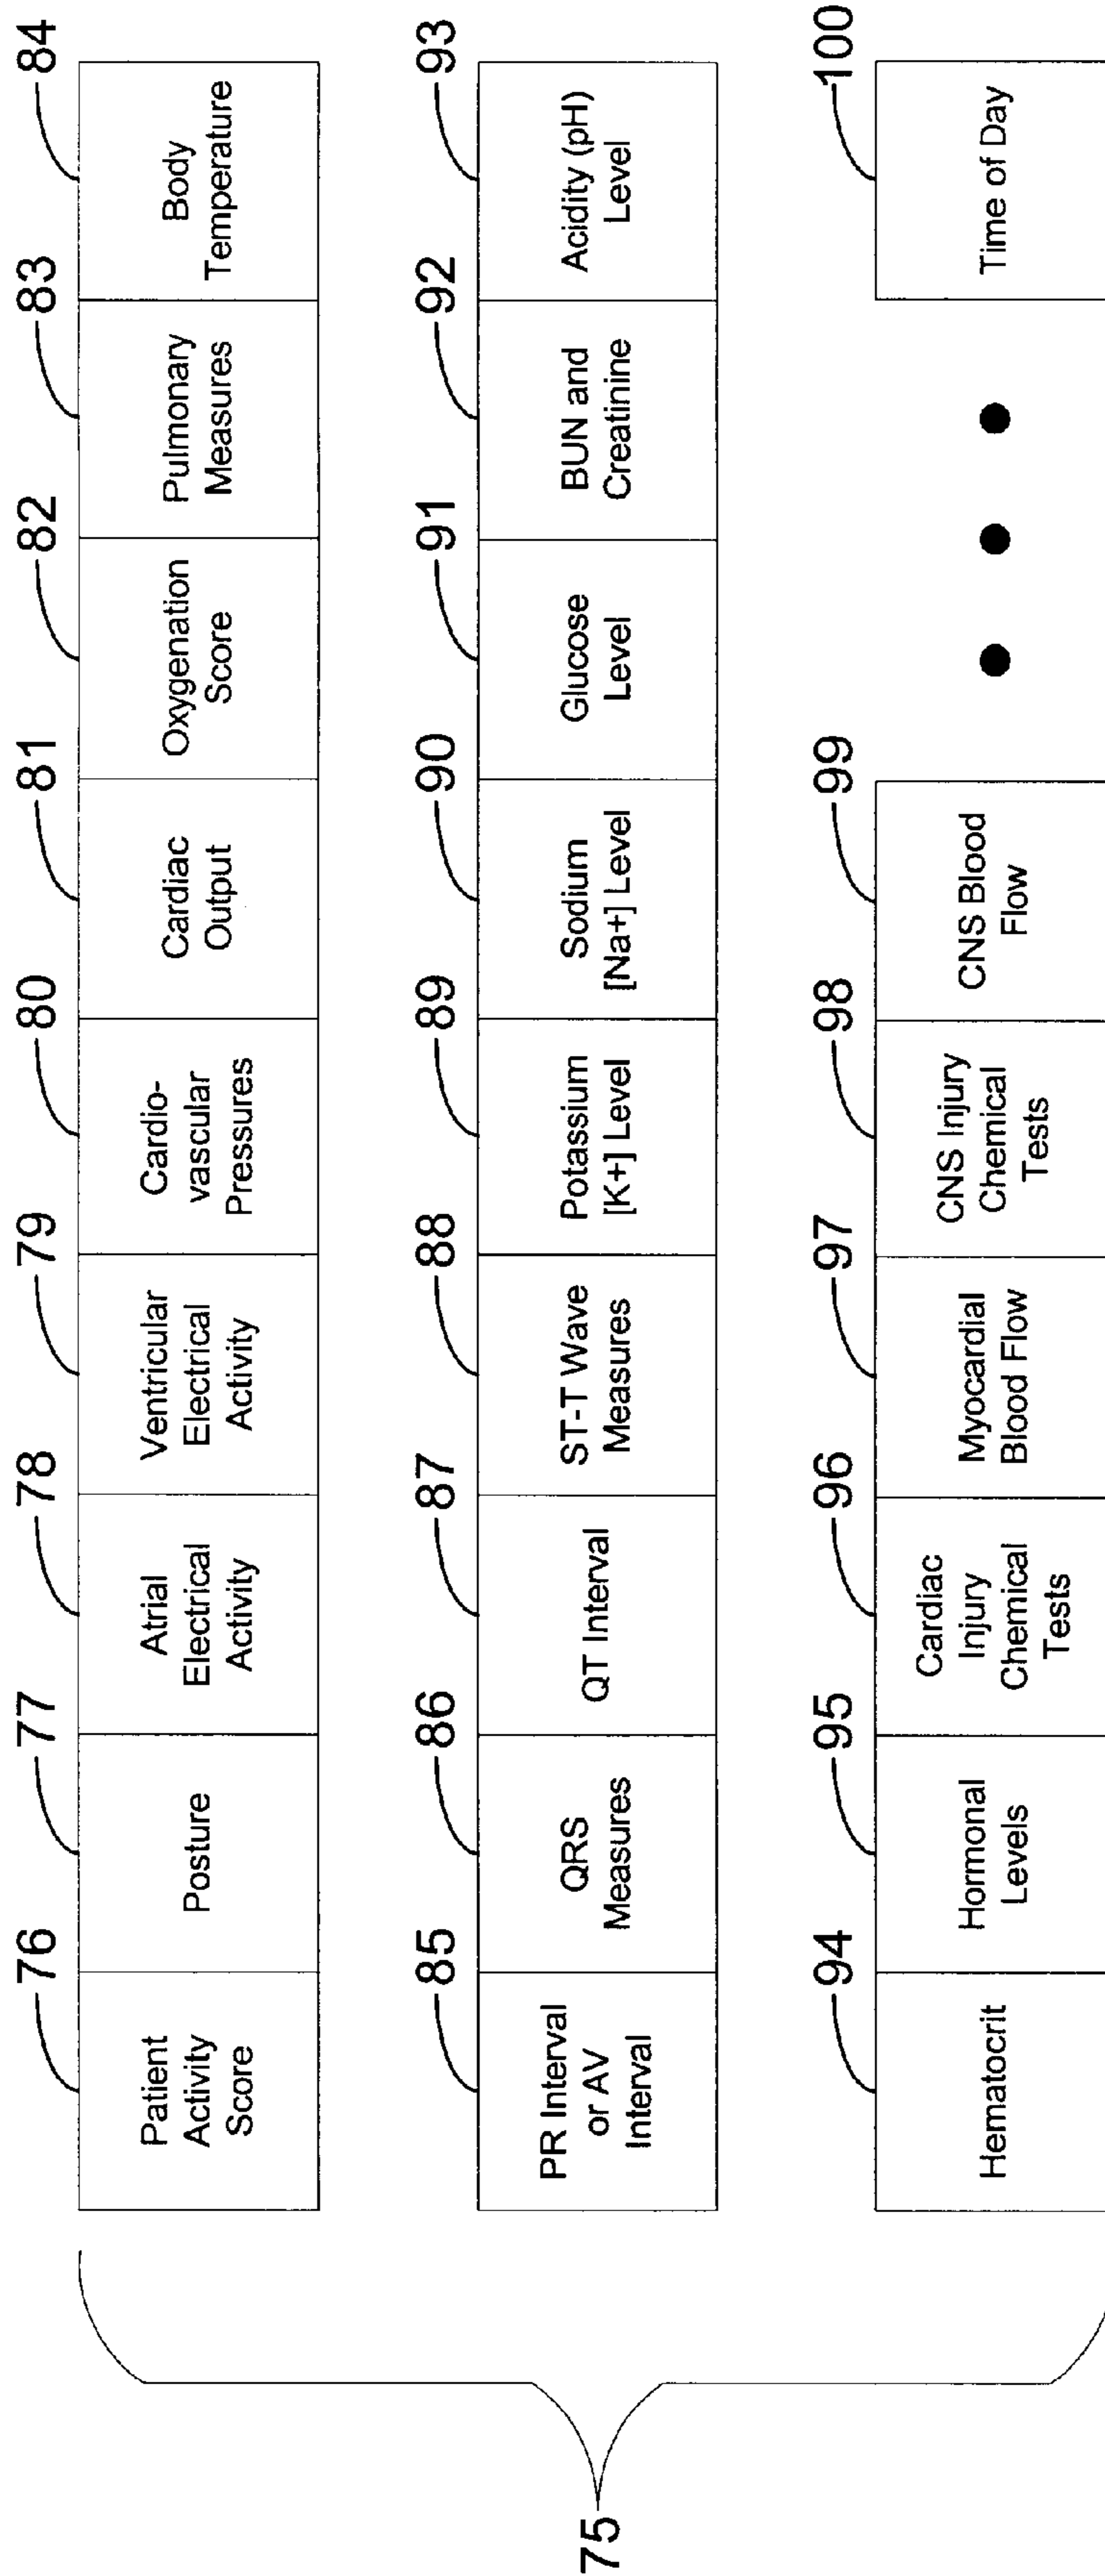 76
77
78
79
80
81
82
83
84
Patient
Activity
Score
Posture
Atrial
Electrical
Activity
Ventricular
Electrical
Activity
Cardio-
vascular
Pressures
Cardiac
Output
Oxygenation
Score
Pulmonary
Measures
Body
Temperature
85
86
87
88
89
90
91
92
93
PR Interval
or AV
Interval
QRS
Measures
QT Interval
ST-T Wave
Measures
Potassium
[K+] Level
Sodium
[Na+] Level
Glucose
Level
BUN and
Creatinine
Acidity (pH)
Level
94
95
96
97
98
99
100
Hematocrit
Hormonal
Levels
Cardiac
Injury
Chemical
Tests
Myocardial
Blood Flow
CNS Injury
Chemical
Tests
CNS Blood
Flow
Time of Day
75